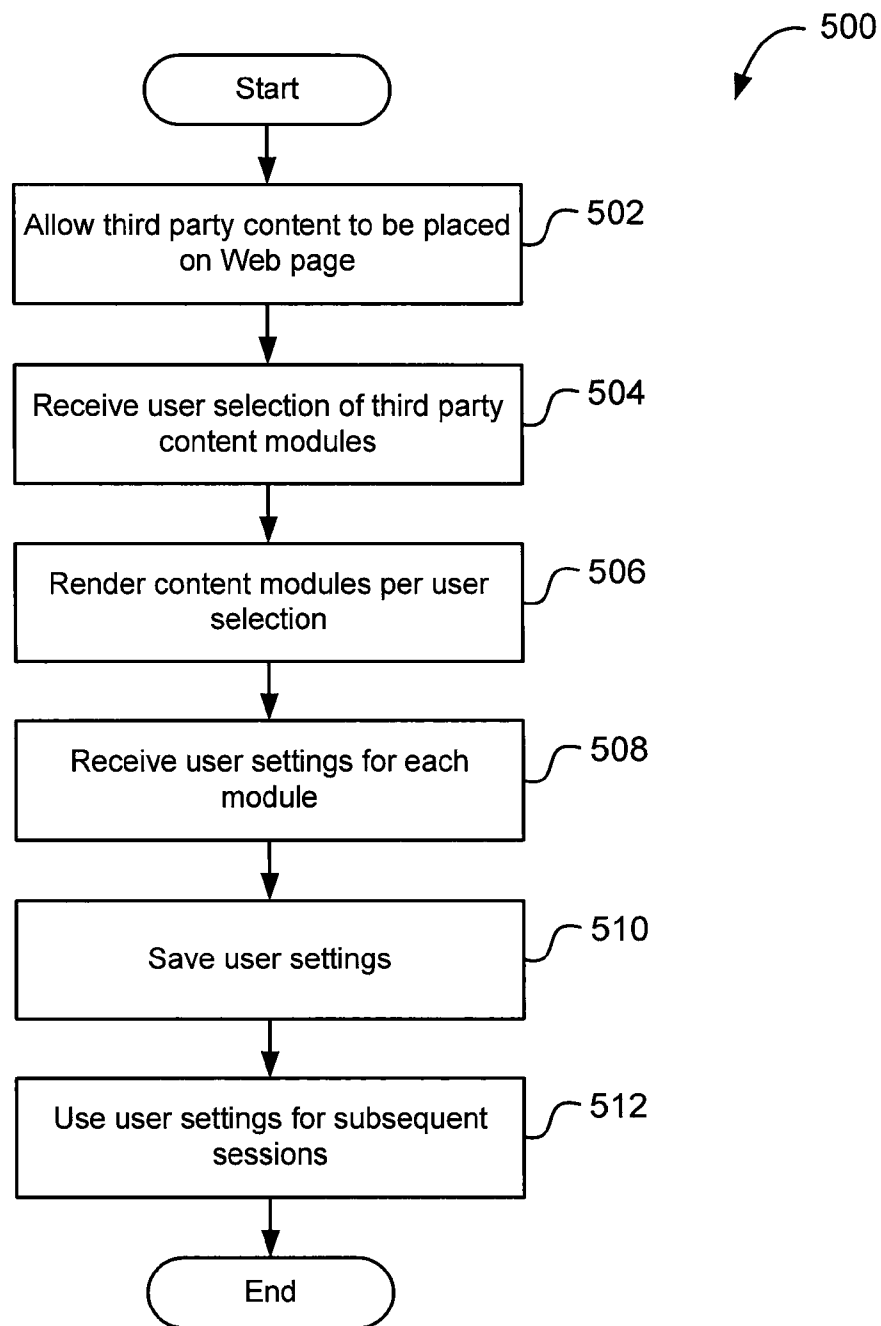 500
Start
Allow third party content to be placed
on Web page
502
Receive user selection of third party
content modules
504
Render content modules per user
selection
506
Receive user settings for each
module
508
Save user settings
510
Use user settings for subsequent
sessions
512
End